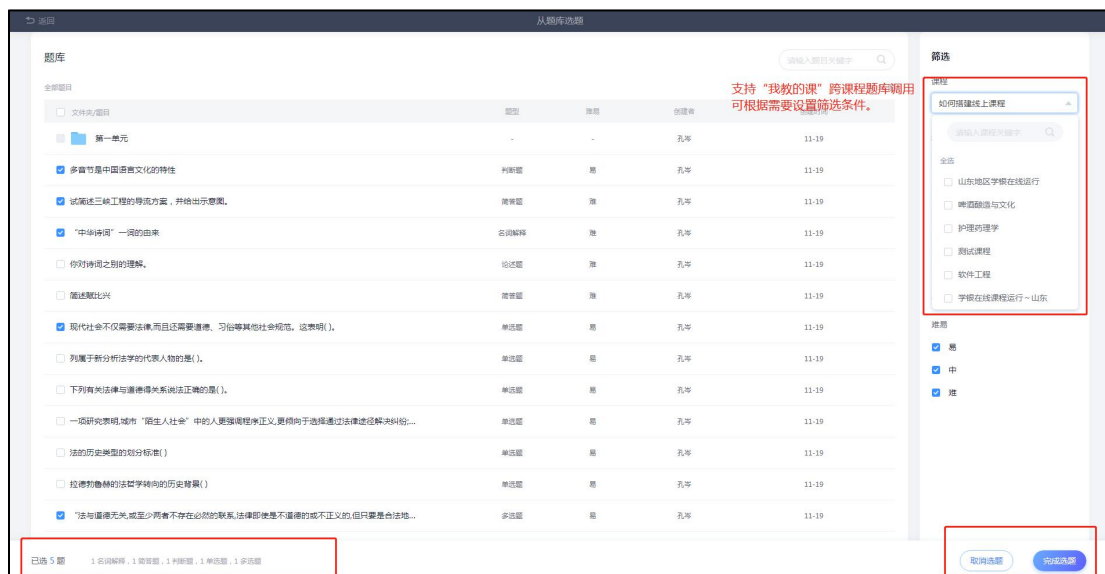 返回 从题库选题
题库 请输入题目关键字 筛选
全部题目 课程
支持“我教的课”跨课程题库调用
可根据需要设置筛选条件。
如何搭建线上课程
文件夹/题目 题型 难易 创建者 创建时间
请输入课程关键字
第一单元 - - 孔岑 11-19
全选
多音节是中国语言文化的特性 判断题 易 孔岑 11-19
山东地区学银在线运行
试简述三峡工程的导流方案，并给出示意图。 简答题 难 孔岑 11-19
啤酒酿造与文化
护理药理学
“中华诗词”一词的由来 名词解释 难 孔岑 11-19
测试课程
你对诗词之别的理解。 论述题 难 孔岑 11-19
软件工程
简述赋比兴 简答题 难 孔岑 11-19
学银在线课程运行-山东
现代社会不仅需要法律,而且还需要道德、习俗等其他社会规范。这表明( )。 单选题 易 孔岑 11-19
难易
易
列属于新分析法学的代表人物的是( )。 单选题 易 孔岑 11-19
中
下列有关法律与道德得关系说法正确的是( )。 单选题 易 孔岑 11-19
难
一项研究表明,城市“陌生人社会”中的人更强调程序正义,更倾向于选择通过法律途径解决纠纷;... 单选题 易 孔岑 11-19
法的历史类型的划分标准( ) 单选题 易 孔岑 11-19
拉德勃鲁赫的法哲学转向的历史背景( ) 单选题 易 孔岑 11-19
“法与道德无关,或至少两者不存在必然的联系,法律即使是不道德的或不正义的,但只要是合法地... 多选题 易 孔岑 11-19
已选 5 题 1 名词解释，1 简答题，1 判断题，1 单选题，1 多选题 取消选题 完成选题